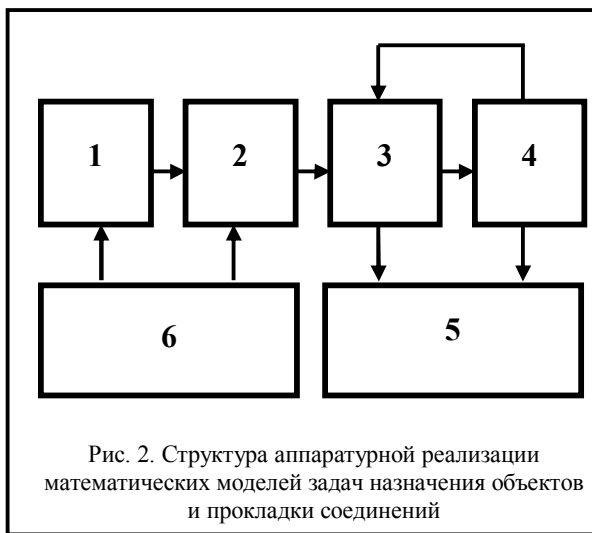 1 2 3 4
6 5
Рис. 2. Структура аппаратурной реализации
математических моделей задач назначения объектов
и прокладки соединений